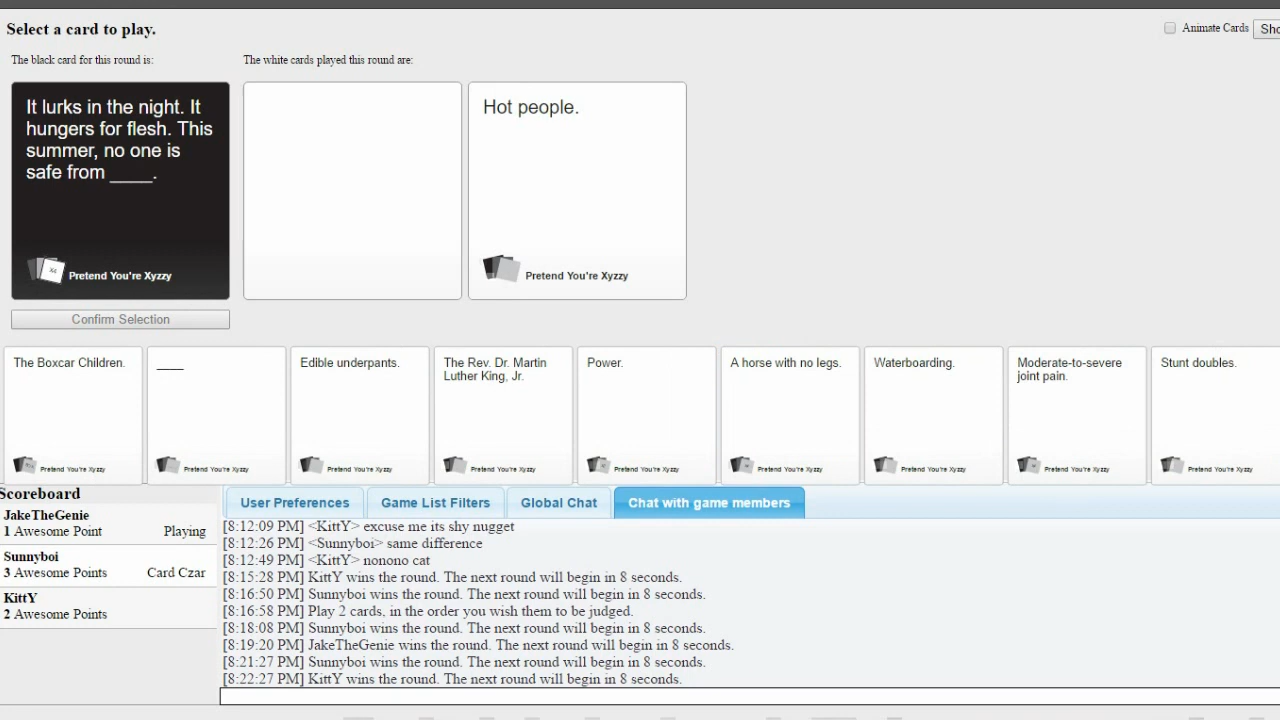 Select a card to play.
Animate Cards
Sho
The black card for this round is:
The white cards played this round are:
It lurks in the night. It
hungers for flesh. This
summer, no one is
safe from ____.
Pretend You're Xyzzy
Hot people.
Pretend You're Xyzzy
Confirm Selection
The Boxcar Children.
Pretend You're Xyzzy
____
Pretend You're Xyzzy
Edible underpants.
Pretend You're Xyzzy
The Rev. Dr. Martin
Luther King, Jr.
Pretend You're Xyzzy
Power.
Pretend You're Xyzzy
A horse with no legs.
Pretend You're Xyzzy
Waterboarding.
Pretend You're Xyzzy
Moderate-to-severe
joint pain.
Pretend You're Xyzzy
Stunt doubles.
Pretend You're Xyzzy
Scoreboard
JakeTheGenie
1 Awesome Point Playing
Sunnyboi
3 Awesome Points Card Czar
KittY
2 Awesome Points
User Preferences
Game List Filters
Global Chat
Chat with game members
[8:12:09 PM] <KittY> excuse me its shy nugget
[8:12:26 PM] <Sunnyboi> same difference
[8:12:49 PM] <KittY> nonono cat
[8:15:28 PM] KittY wins the round. The next round will begin in 8 seconds.
[8:16:50 PM] Sunnyboi wins the round. The next round will begin in 8 seconds.
[8:16:58 PM] Play 2 cards, in the order you wish them to be judged.
[8:18:08 PM] Sunnyboi wins the round. The next round will begin in 8 seconds.
[8:19:20 PM] JakeTheGenie wins the round. The next round will begin in 8 seconds.
[8:21:27 PM] Sunnyboi wins the round. The next round will begin in 8 seconds.
[8:22:27 PM] KittY wins the round. The next round will begin in 8 seconds.